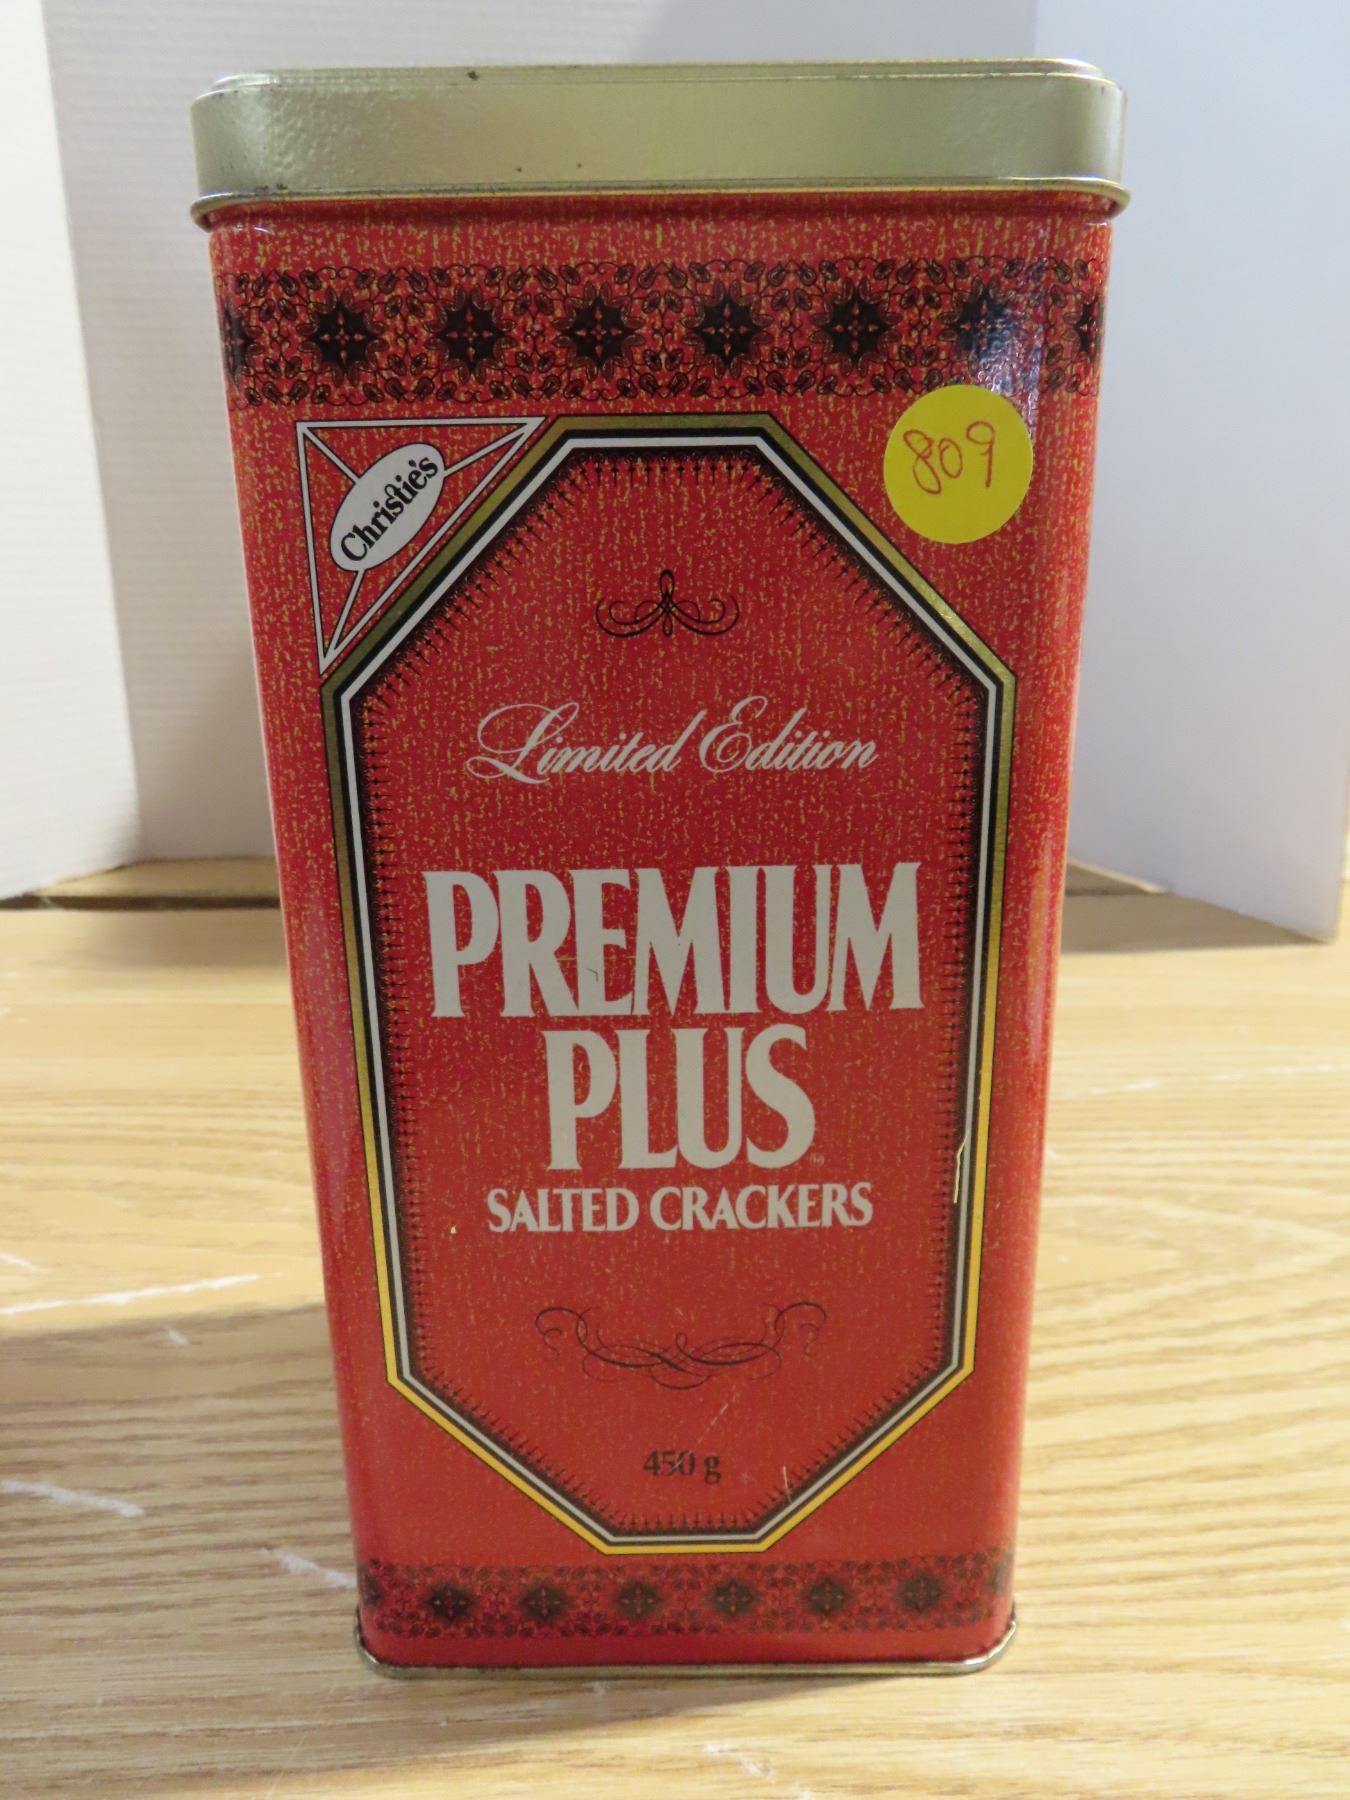 809
Christie's
Limited Edition
PREMIUM
PLUS
SALTED CRACKERS
450 g